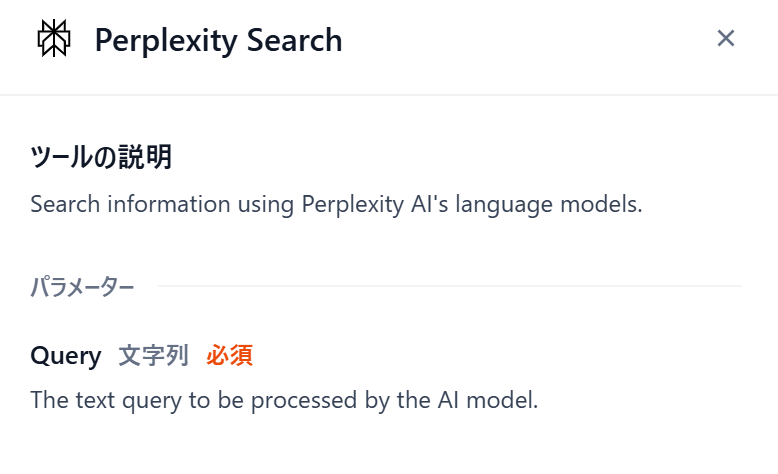 Perplexity Search
ツールの説明
Search information using Perplexity AI's language models.
パラメーター
Query 文字列 必須
The text query to be processed by the AI model.